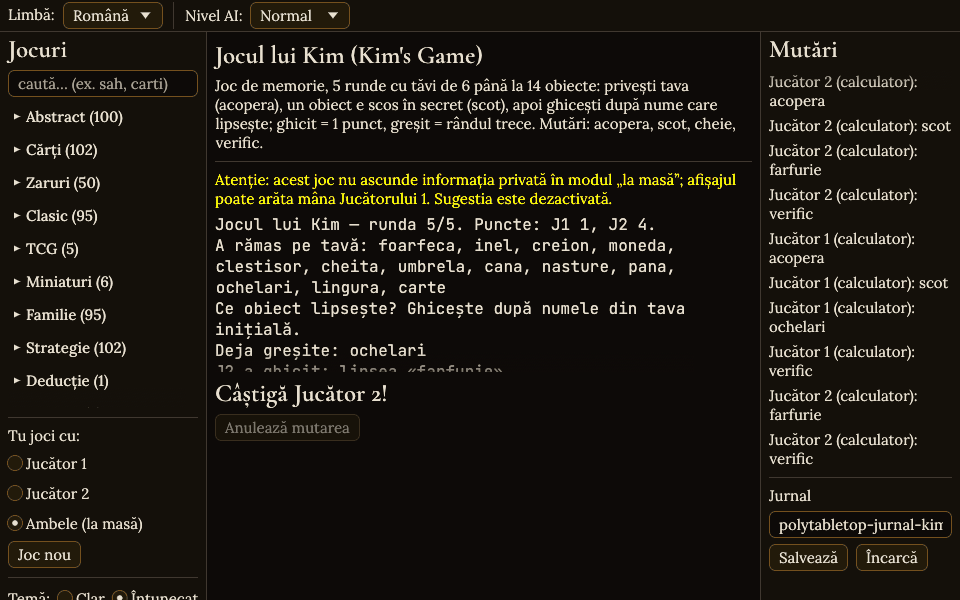 Limbă: Română Nivel AI: Normal
Jocuri
caută... (ex. sah, carti)
Abstract (100)
Cărți (102)
Zaruri (50)
Clasic (95)
TCG (5)
Miniaturi (6)
Familie (95)
Strategie (102)
Deducție (1)
Tu joci cu:
Jucător 1
Jucător 2
Ambele (la masă)
Joc nou
Temă: Clar Întunecat
Jocul lui Kim (Kim's Game)
Joc de memorie, 5 runde cu tăvi de 6 până la 14 obiecte: privești tava
(acopera), un obiect e scos în secret (scot), apoi ghicești după nume care
lipsește; ghicit = 1 punct, greșit = rândul trece. Mutări: acopera, scot, cheie,
verific.
Atenție: acest joc nu ascunde informația privată în modul „la masă”; afișajul
poate arăta mâna Jucătorului 1. Sugestia este dezactivată.
Jocul lui Kim — runda 5/5. Puncte: J1 1, J2 4.
A rămas pe tavă: foarfeca, inel, creion, moneda,
clestisor, cheita, umbrela, cana, nasture, pana,
ochelari, lingura, carte
Ce obiect lipsește? Ghicește după numele din tava
inițială.
Deja greșite: ochelari
J2 a ghicit: lipsea «farfurie»
Câștigă Jucător 2!
Anulează mutarea
Mutări
Jucător 2 (calculator):
acopera
Jucător 2 (calculator): scot
Jucător 2 (calculator):
farfurie
Jucător 2 (calculator):
verific
Jucător 1 (calculator):
acopera
Jucător 1 (calculator): scot
Jucător 1 (calculator):
ochelari
Jucător 1 (calculator):
verific
Jucător 2 (calculator):
farfurie
Jucător 2 (calculator):
verific
Jurnal
polytabletop-jurnal-kim
Salvează Încarcă